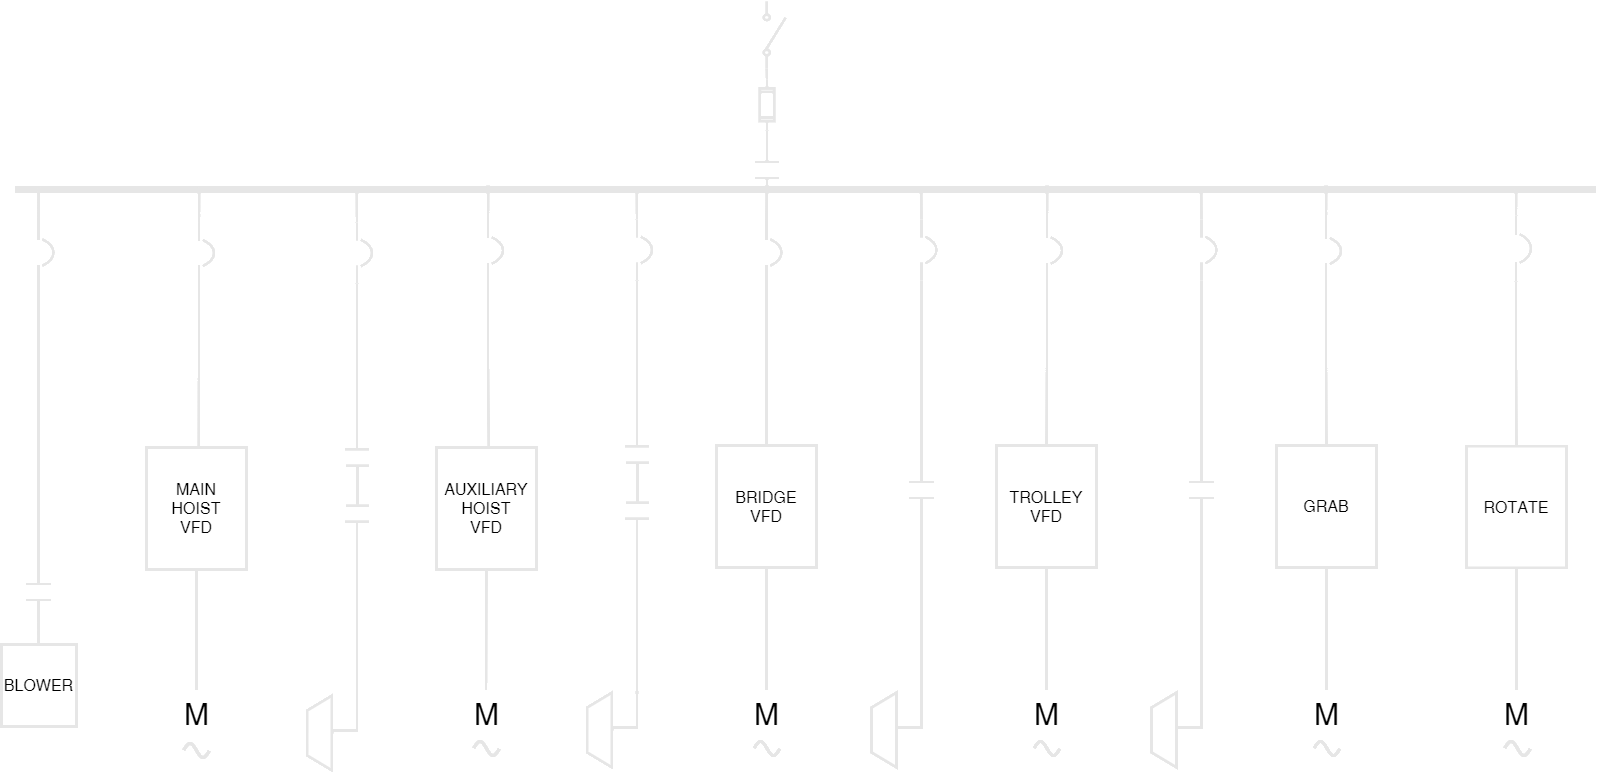 MAIN
HOIST
VFD
AUXILIARY
HOIST
VFD
BRIDGE
VFD
TROLLEY
VFD
GRAB
ROTATE
BLOWER
M
M
M
M
M
M